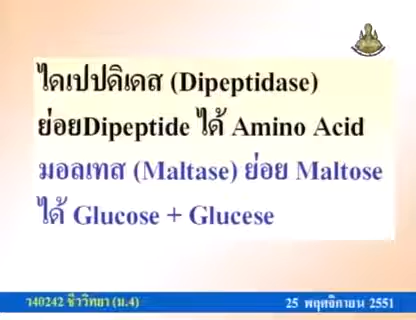 ไดเปปดิเดส (Dipeptidase)
ย่อยDipeptide ได้ Amino Acid
มอลเทส (Maltase) ย่อย Maltose
ได้ Glucose + Glucese
ว40242 ชีววิทยา (ม.4)
25 พฤศจิกายน 2551